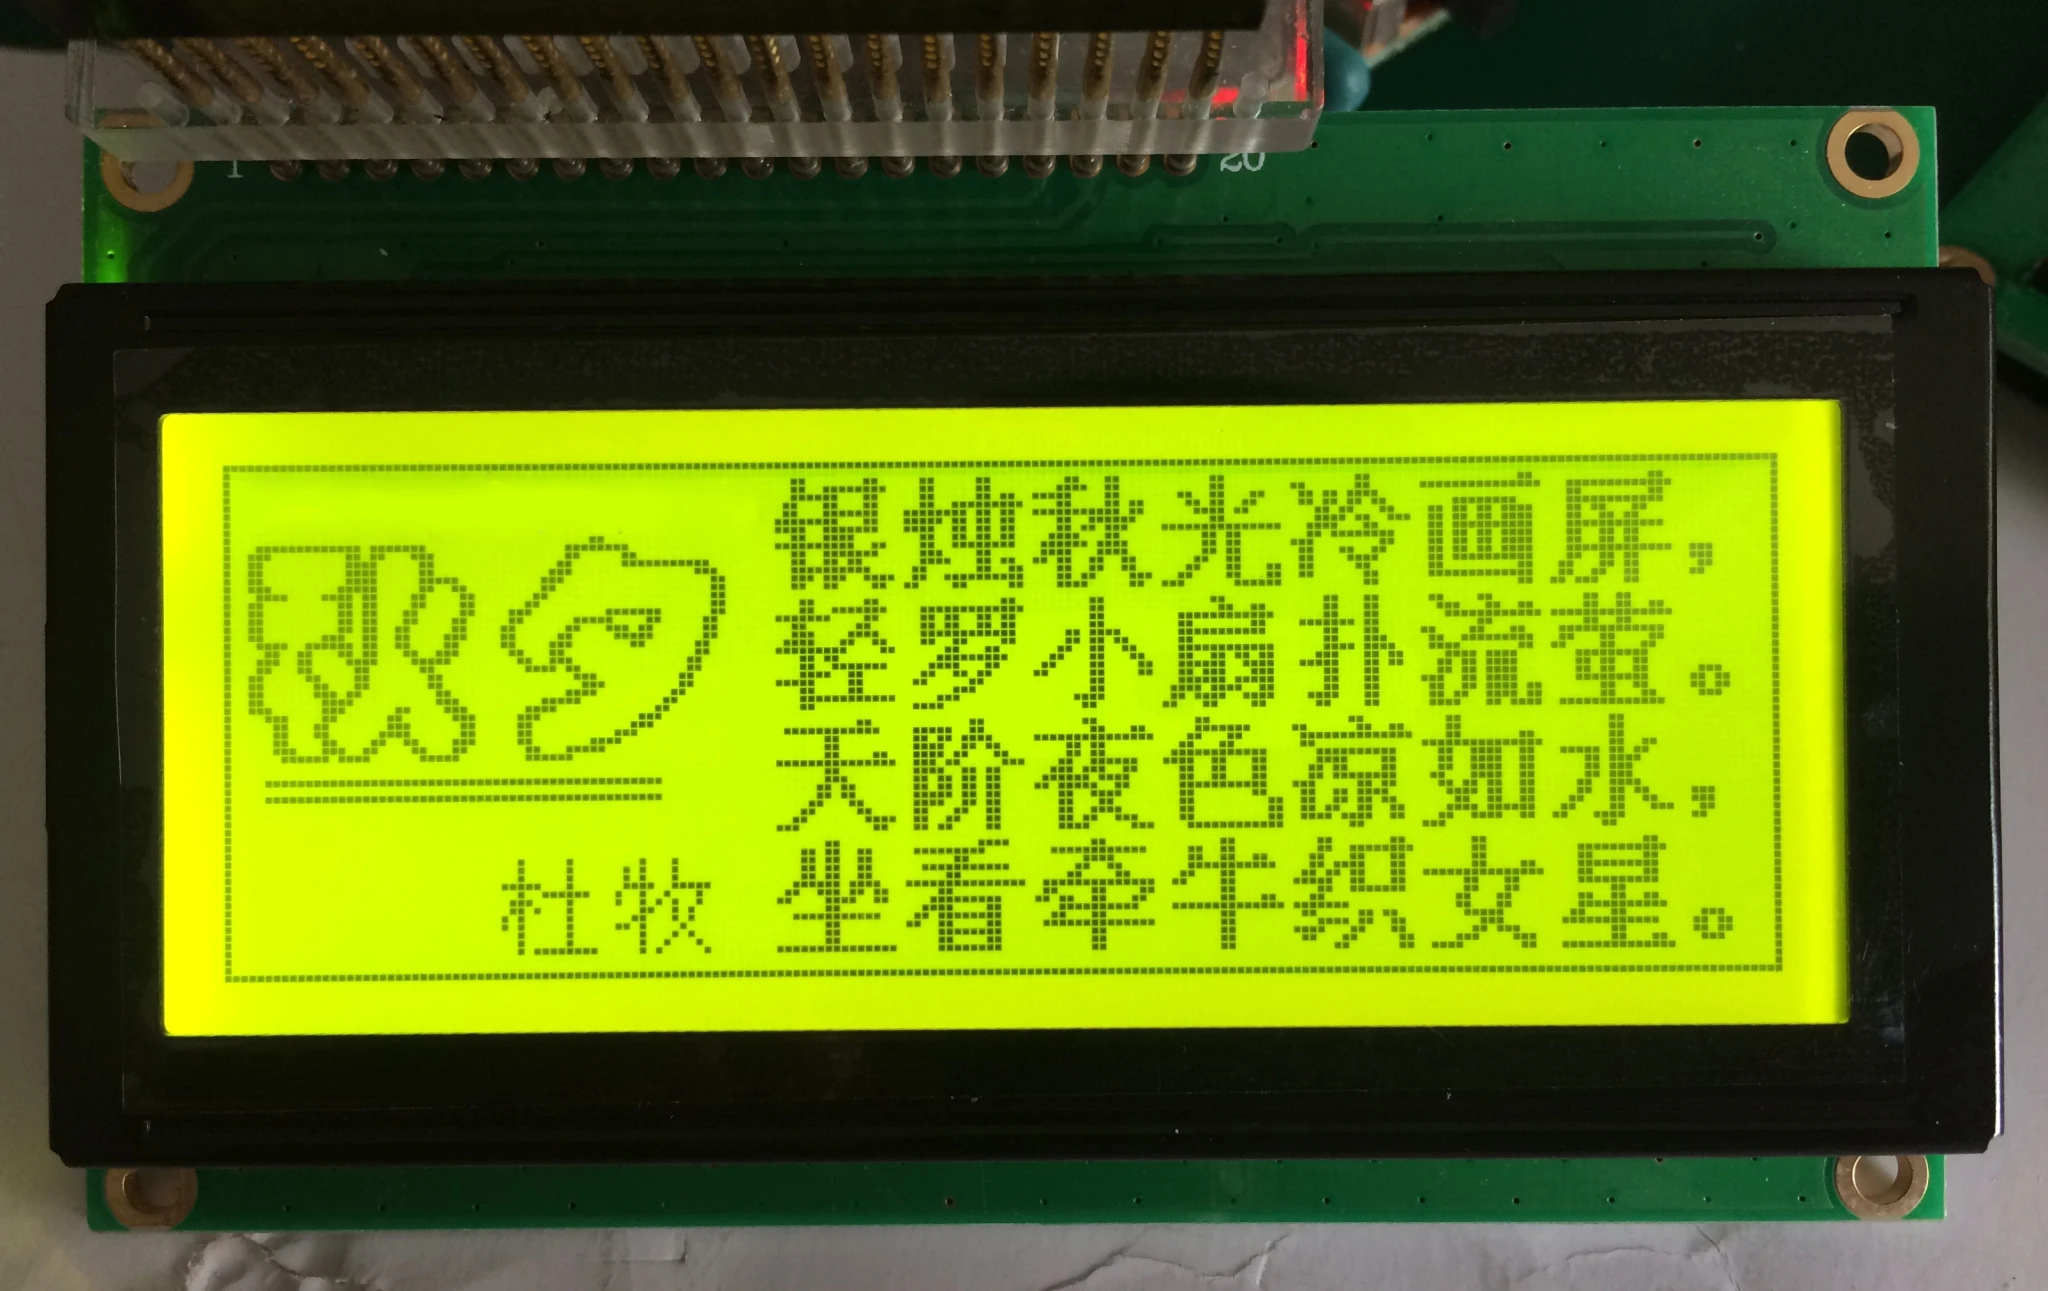 1
20
秋夕
杜牧
银烛秋光冷画屏，
轻罗小扇扑流萤。
天阶夜色凉如水，
坐看牵牛织女星。